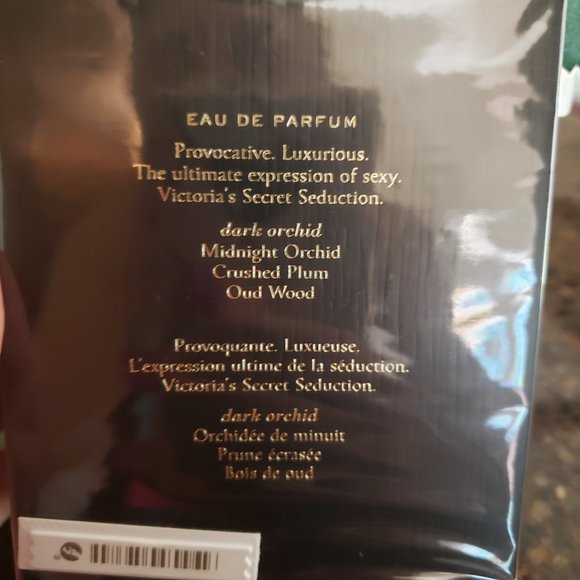 EAU DE PARFUM
Provocative. Luxurious.
The ultimate expression of sexy.
Victoria's Secret Seduction.
dark orchid
Midnight Orchid
Crushed Plum
Oud Wood
Provoquante. Luxueuse.
L'expression ultime de la séduction.
Victoria's Secret Seduction.
dark orchid
Orchidée de minuit
Prune écrasée
Bois de oud